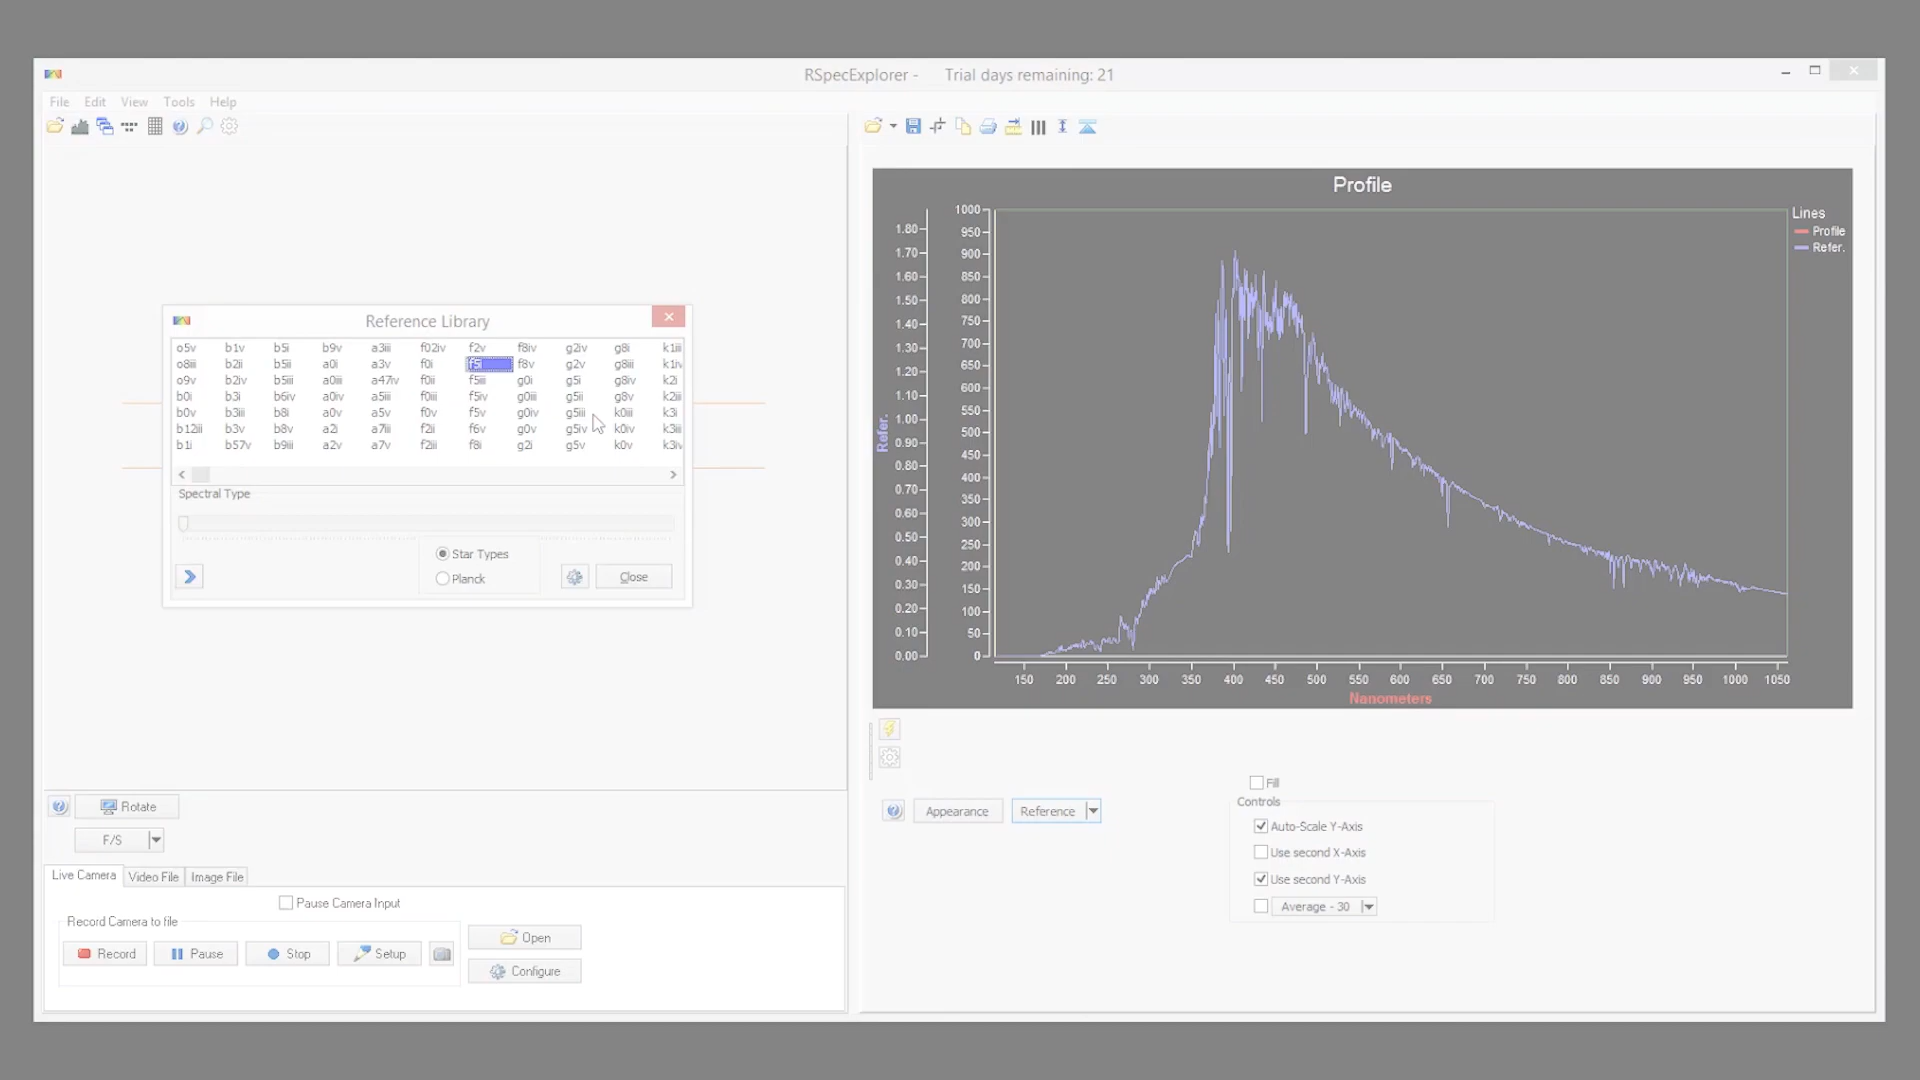 RSpecExplorer - Trial days remaining: 21
File Edit View Tools Help
Reference Library
o5v b1v b5i b9v a3iii f02iv f2v f8iv g2iv g8i k1iii
o8iii b2ii b5ii a0i a3v f0i f5i f8v g2v g8iii k1iv
o9v b2iv b5iii a0iii a47iv f0ii f5iii g0i g5i g8iv k2i
b0i b3i b6iv a0iv a5iii f0iii f5iv g0iii g5ii g8v k2iii
b0v b3iii b8i a0v a5v f0v f5v g0iv g5iii k0iii k3i
b12iii b3v b8v a2i a7iii f2ii f6v g0v g5iv k0iv k3iii
b1i b57v b9iii a2v a7v f2iii f8i g2i g5v k0v k3iv
Spectral Type
Star Types
Planck
Close
Profile
Lines
Profile
Refer.
1.80
1.70
1.60
1.50
1.40
1.30
1.20
1.10
1.00
0.90
0.80
0.70
0.60
0.50
0.40
0.30
0.20
0.10
0.00
Refer.
1000
950
900
850
800
750
700
650
600
550
500
450
400
350
300
250
200
150
100
50
0
150 200 250 300 350 400 450 500 550 600 650 700 750 800 850 900 950 1000 1050
Nanometers
Appearance Reference
Fill
Controls
Auto-Scale Y-Axis
Use second X-Axis
Use second Y-Axis
Average - 30
Rotate
F/S
Live Camera Video File Image File
Pause Camera Input
Record Camera to file
Record Pause Stop Setup
Open
Configure